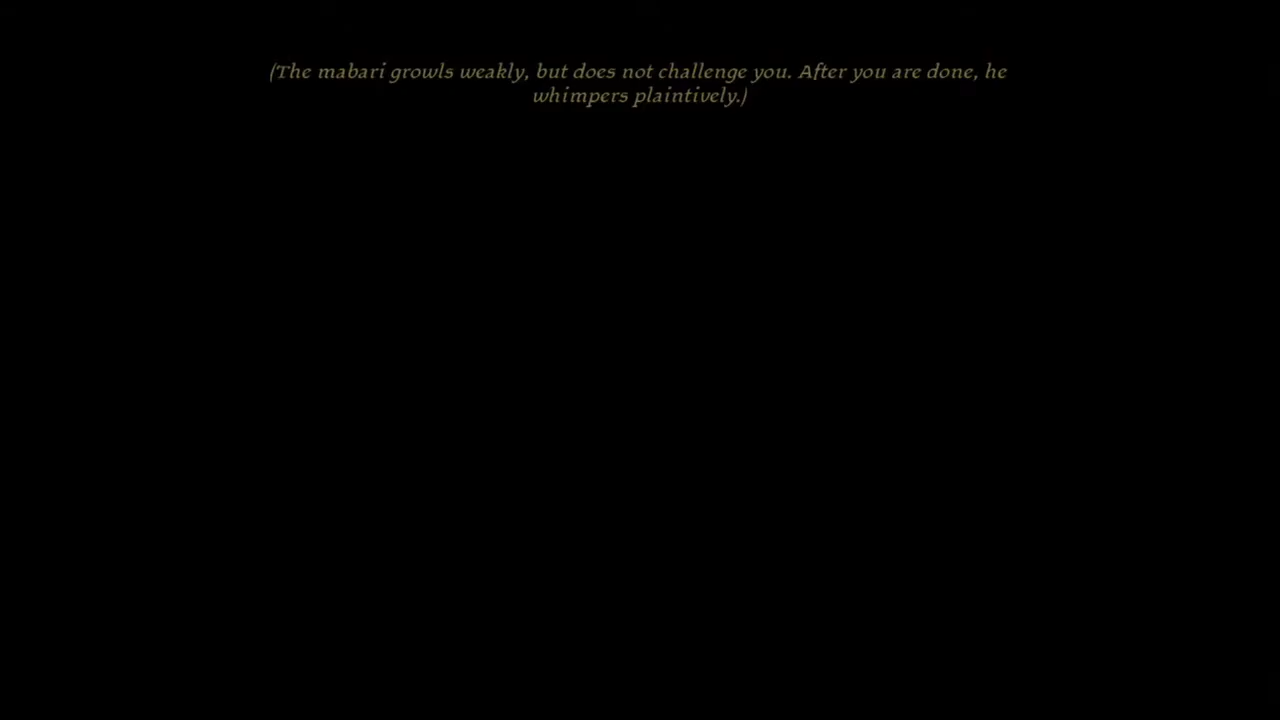 (The mabari growls weakly, but does not challenge you. After you are done, he
whimpers plaintively.)